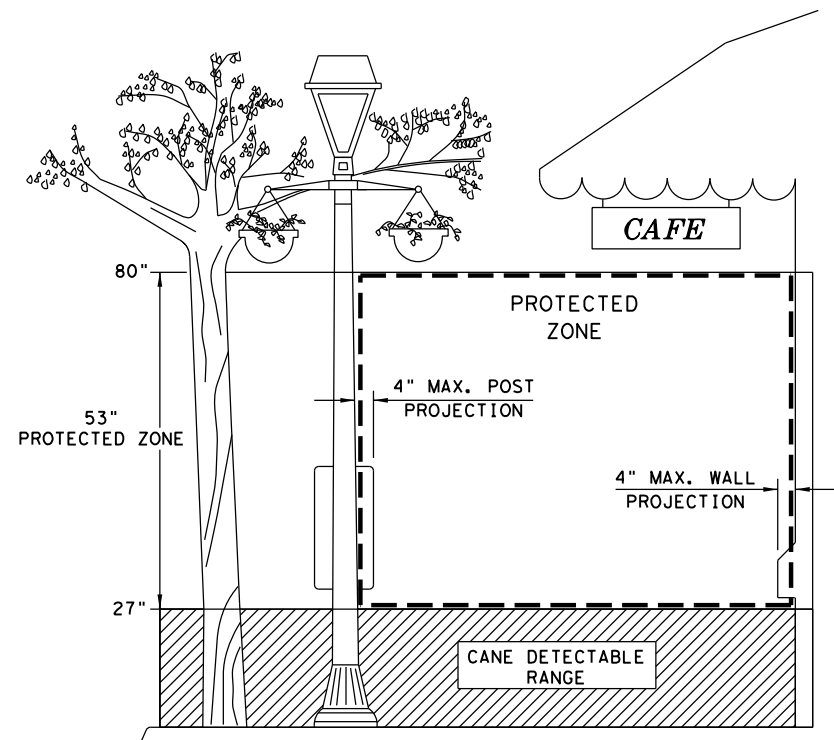 CAFE
80"
PROTECTED
ZONE
4" MAX. POST
PROJECTION
53"
PROTECTED ZONE
4" MAX. WALL
PROJECTION
27"
CANE DETECTABLE
RANGE